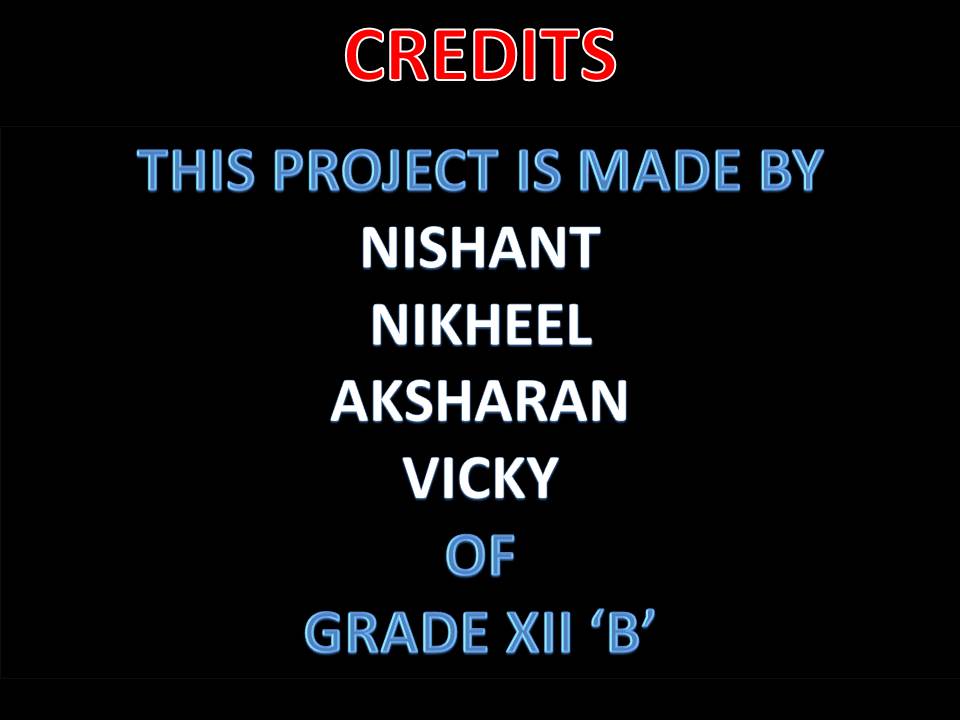 CREDITS
THIS PROJECT IS MADE BY
NISHANT
NIKHEEL
AKSHARAN
VICKY
OF
GRADE XII ‘B’